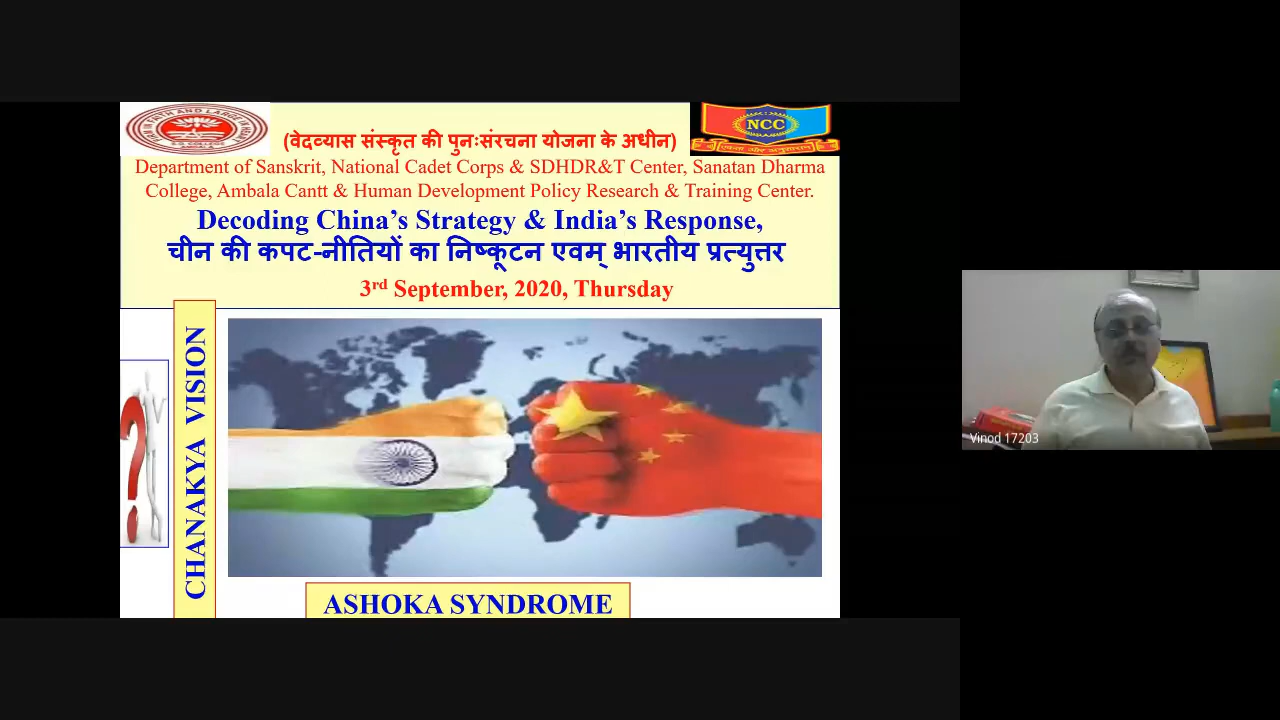 (वेदव्यास संस्कृत की पुनःसंरचना योजना के अधीन)
NCC
Department of Sanskrit, National Cadet Corps & SDHDR&T Center, Sanatan Dharma
College, Ambala Cantt & Human Development Policy Research & Training Center.
Decoding China’s Strategy & India’s Response,
चीन की कपट-नीतियों का निष्कूटन एवम् भारतीय प्रत्युत्तर
3rd September, 2020, Thursday
CHANAKYA VISION
ASHOKA SYNDROME
Vinod 17203